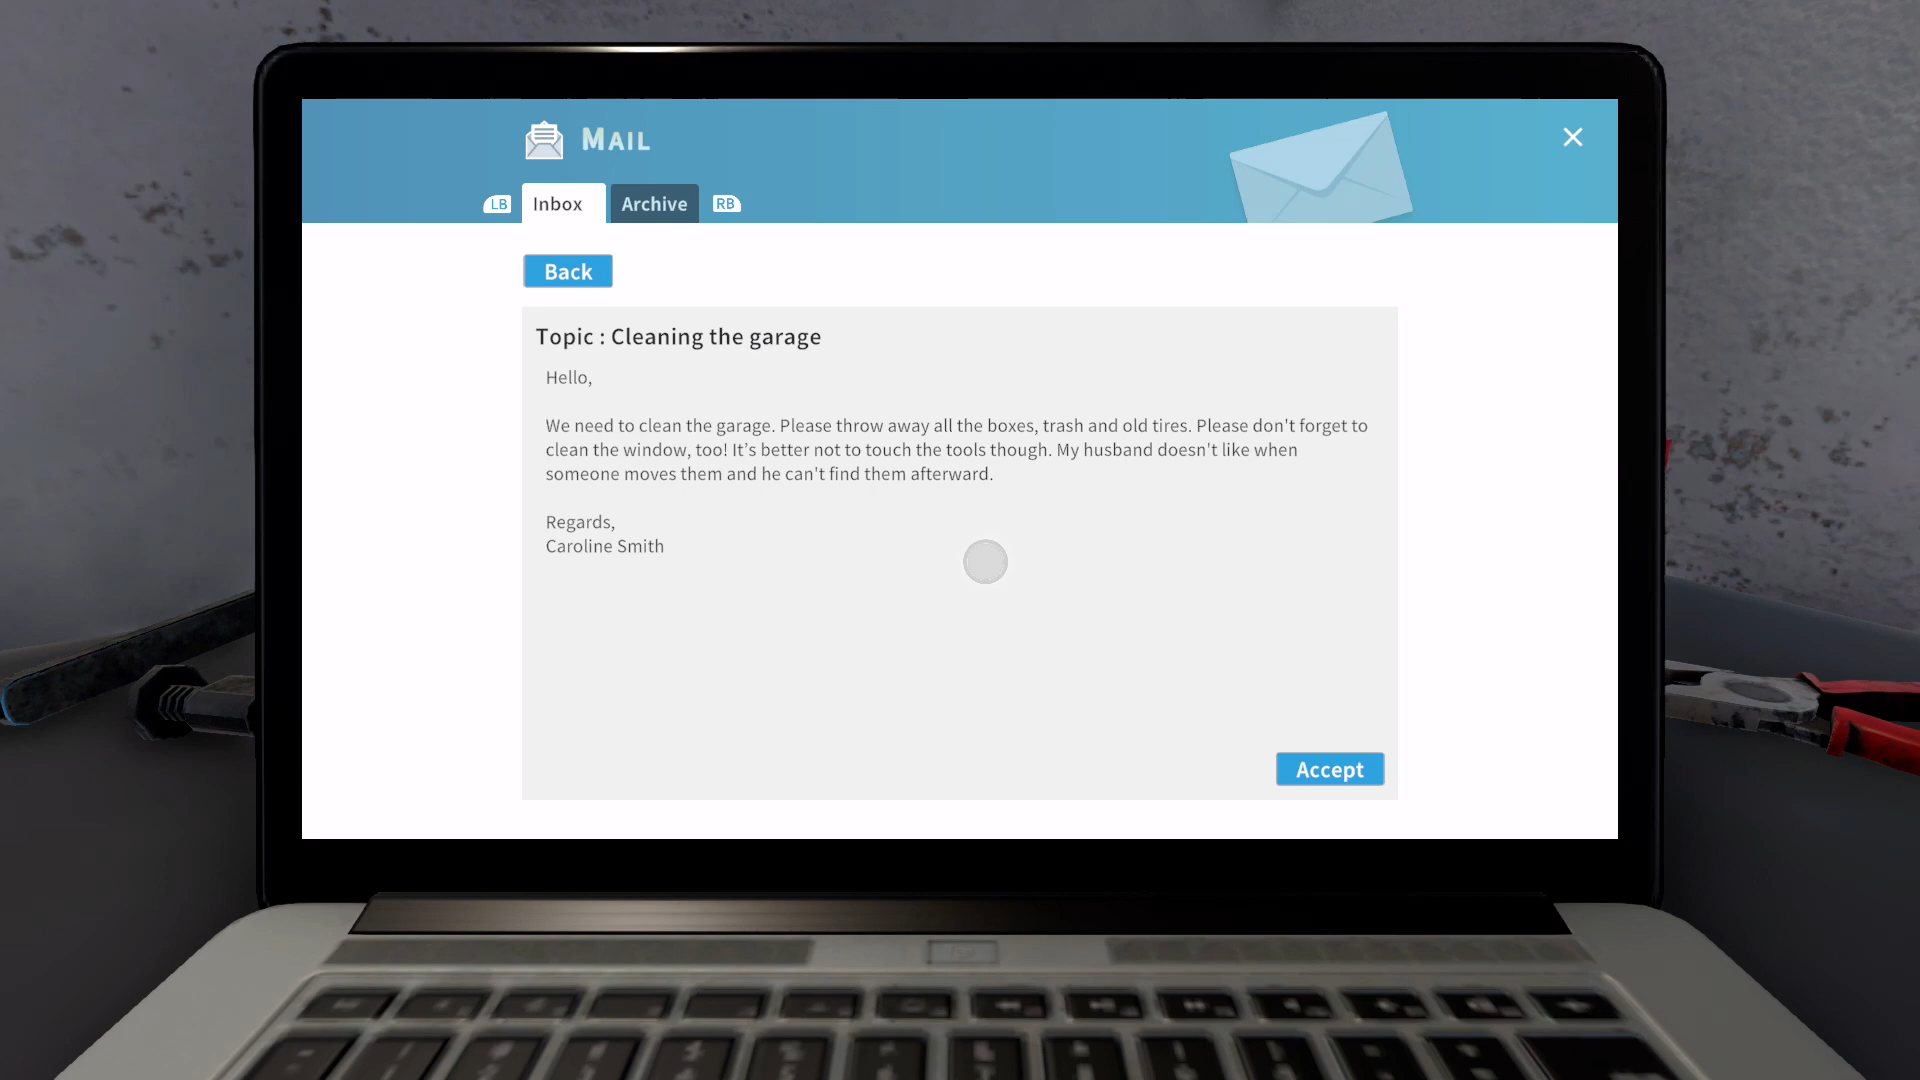 MAIL
LB Inbox Archive RB
Back
Topic : Cleaning the garage
Hello,
We need to clean the garage. Please throw away all the boxes, trash and old tires. Please don't forget to
clean the window, too! It’s better not to touch the tools though. My husband doesn't like when
someone moves them and he can't find them afterward.
Regards,
Caroline Smith
Accept